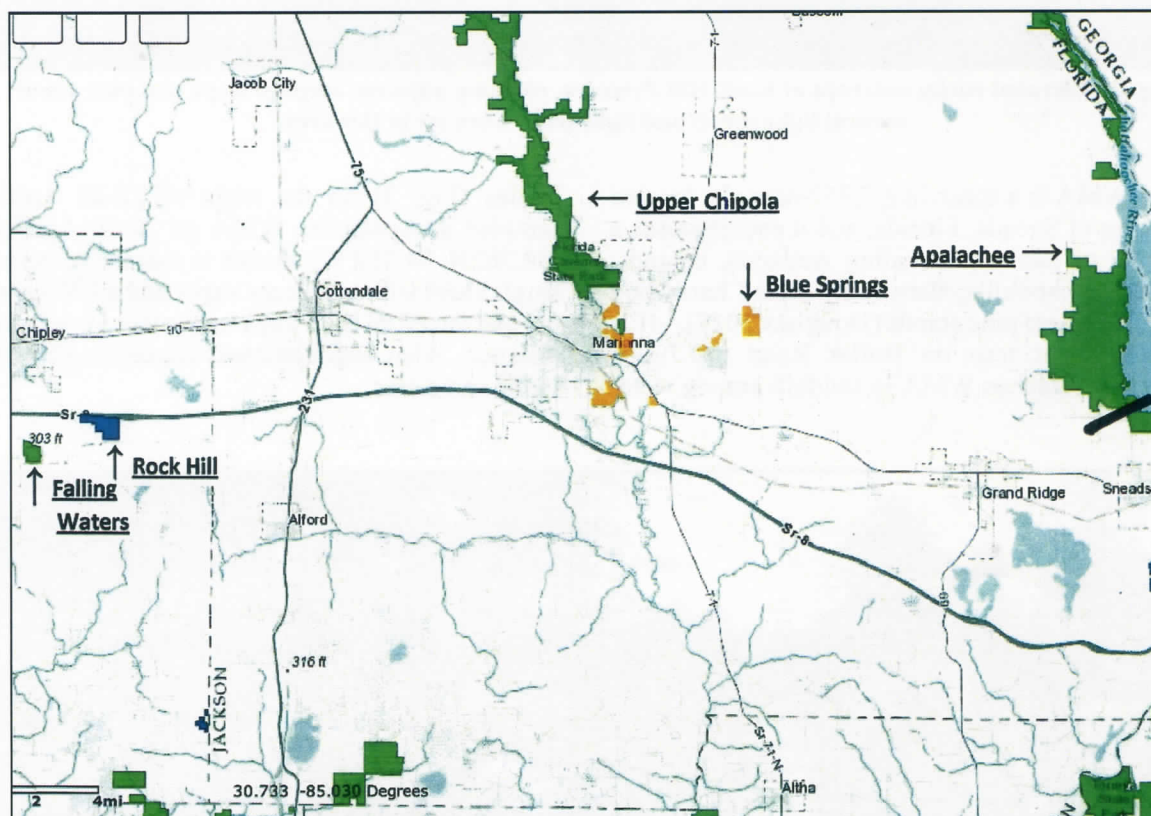 GEORGIA
FLORIDA
Jacob City
Greenwood
75
Upper Chipola
Apalachee
Blue Springs
Cottondale
Chipley
90
Marianna
231
303 ft
Rock Hill
Falling
Waters
Grand Ridge
Sneads
Alford
Sr-8
69
71
316 ft
JACKSON
Sr-71-N
Altha
2 4mi
30.733 -85.030 Degrees